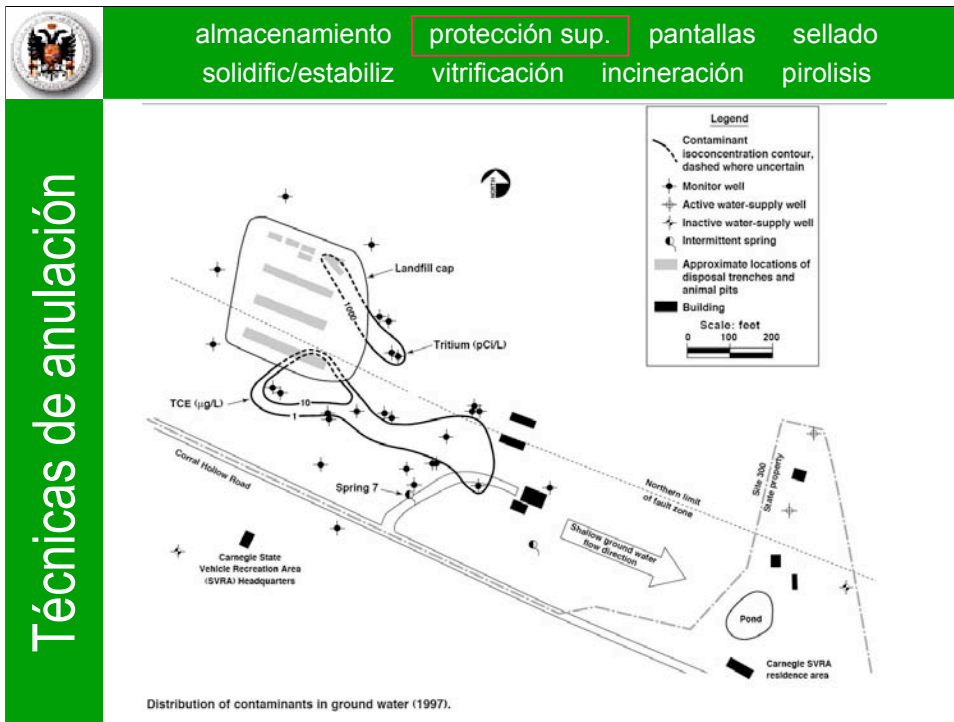 almacenamiento protección sup. pantallas sellado
solidific/estabiliz vitrificación incineración pirolisis
Técnicas de anulación
Legend
Contaminant
isoconcentration contour,
dashed where uncertain
Monitor well
Active water-supply well
Inactive water-supply well
Intermittent spring
Approximate locations of
disposal trenches and
animal pits
Building
Scale: feet
0 100 200
NORTH
Landfill cap
1000
Tritium (pCi/L)
TCE (µg/L)
10
1
Corral Hollow Road
Spring 7
Northern limit
of fault zone
Site 300
State property
Shallow ground water
flow direction
Carnegie State
Vehicle Recreation Area
(SVRA) Headquarters
Pond
Carnegie SVRA
residence area
Distribution of contaminants in ground water (1997).